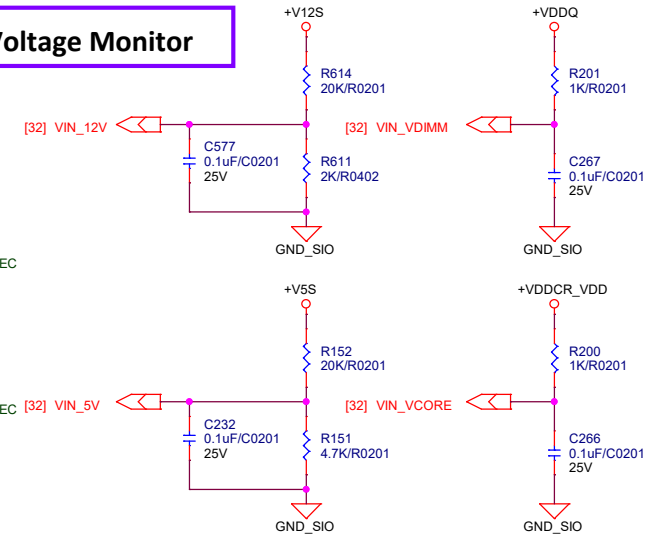 oltage Monitor
+V12S
R614
20K/R0201
[32] VIN_12V
C577
0.1uF/C0201
25V
R611
2K/R0402
GND_SIO
+VDDQ
R201
1K/R0201
[32] VIN_VDIMM
C267
0.1uF/C0201
25V
GND_SIO
EC
+V5S
R152
20K/R0201
EC
[32] VIN_5V
C232
0.1uF/C0201
25V
R151
4.7K/R0201
GND_SIO
+VDDCR_VDD
R200
1K/R0201
[32] VIN_VCORE
C266
0.1uF/C0201
25V
GND_SIO